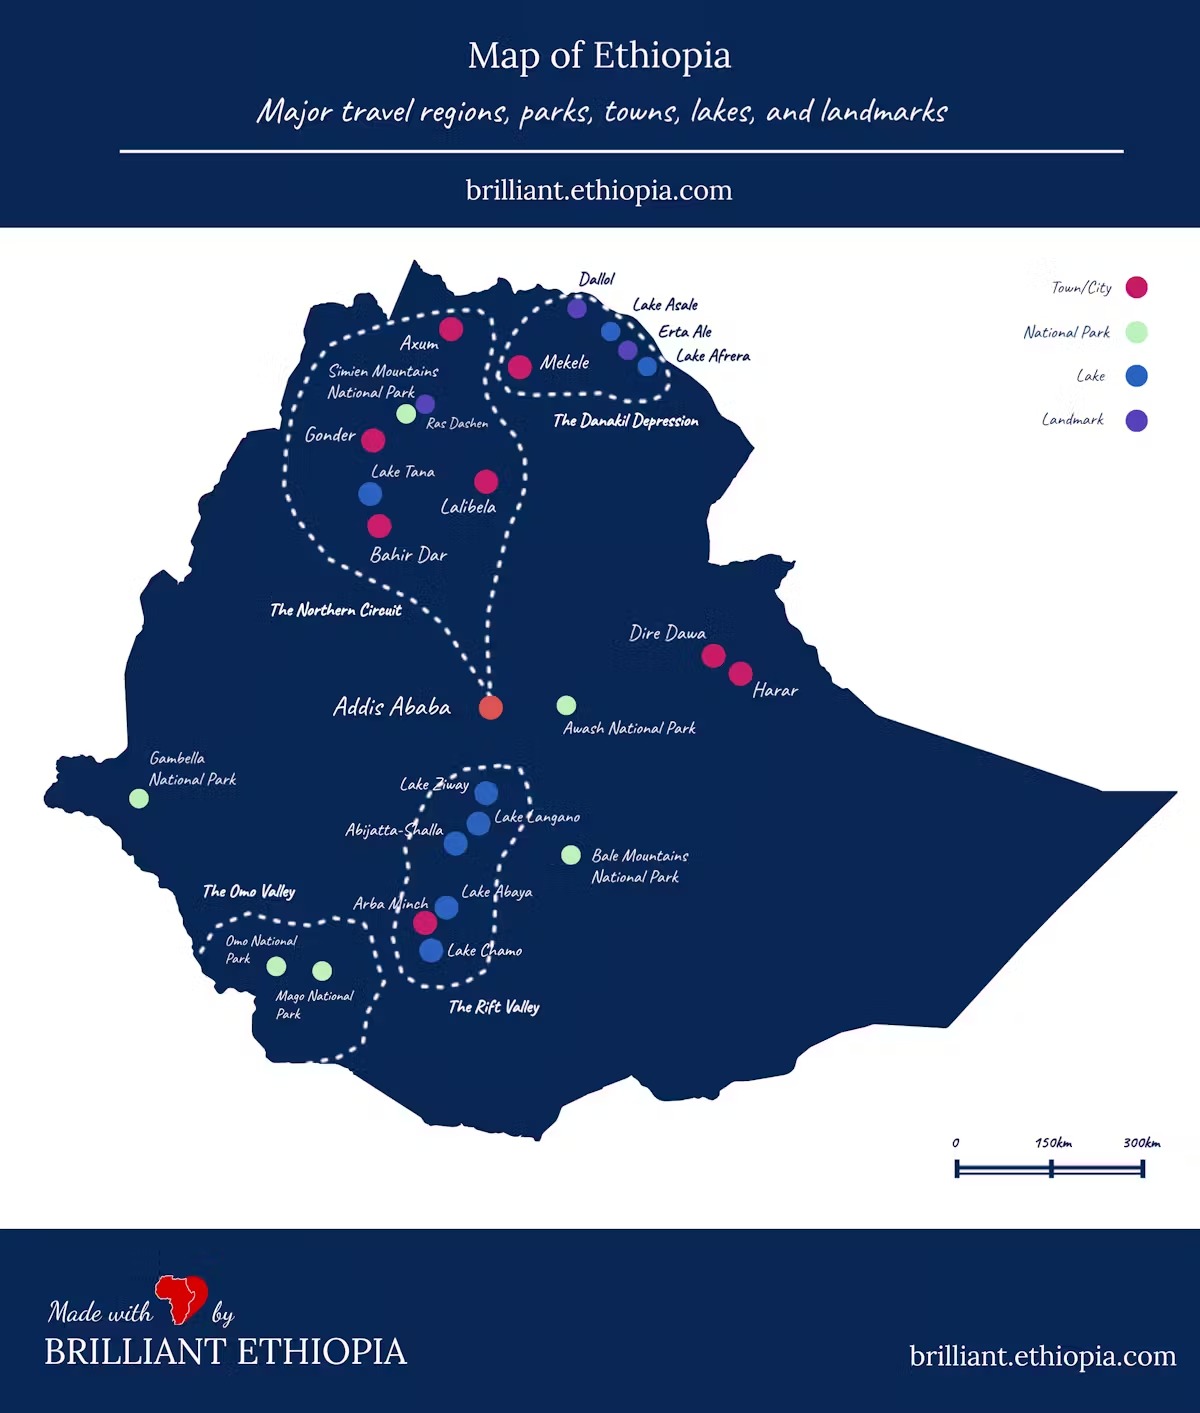 Map of Ethiopia
Major travel regions, parks, towns, lakes, and landmarks
brilliant.ethiopia.com
Town/City
National Park
Lake
Landmark
Dallol
Lake Asale
Erta Ale
Lake Afrera
Mekele
The Danakil Depression
Axum
Simien Mountains
National Park
Ras Dashen
Gonder
Lake Tana
Lalibela
Bahir Dar
The Northern Circuit
Dire Dawa
Harar
Addis Ababa
Awash National Park
Gambella
National Park
Lake Ziway
Lake Langano
Abijatta-Shalla
Bale Mountains
National Park
The Omo Valley
Lake Abaya
Arba Minch
Omo National
Park
Lake Chamo
Mago National
Park
The Rift Valley
0 150km 300km
Made with by
BRILLIANT ETHIOPIA
brilliant.ethiopia.com